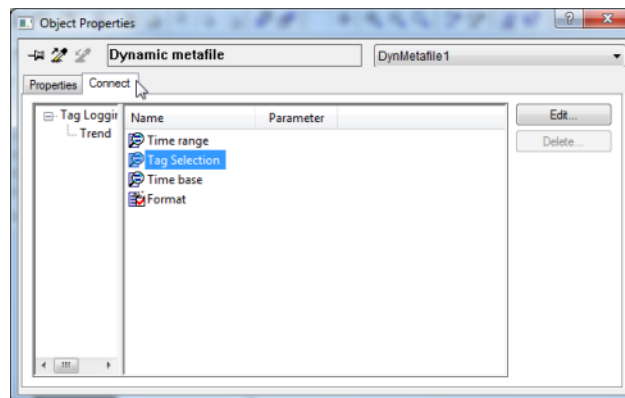 Object Properties
Dynamic metafile DynMetafile1
Properties Connect
Tag Loggir Name Parameter Edit...
Trend Time range Delete...
Tag Selection
Time base
Format